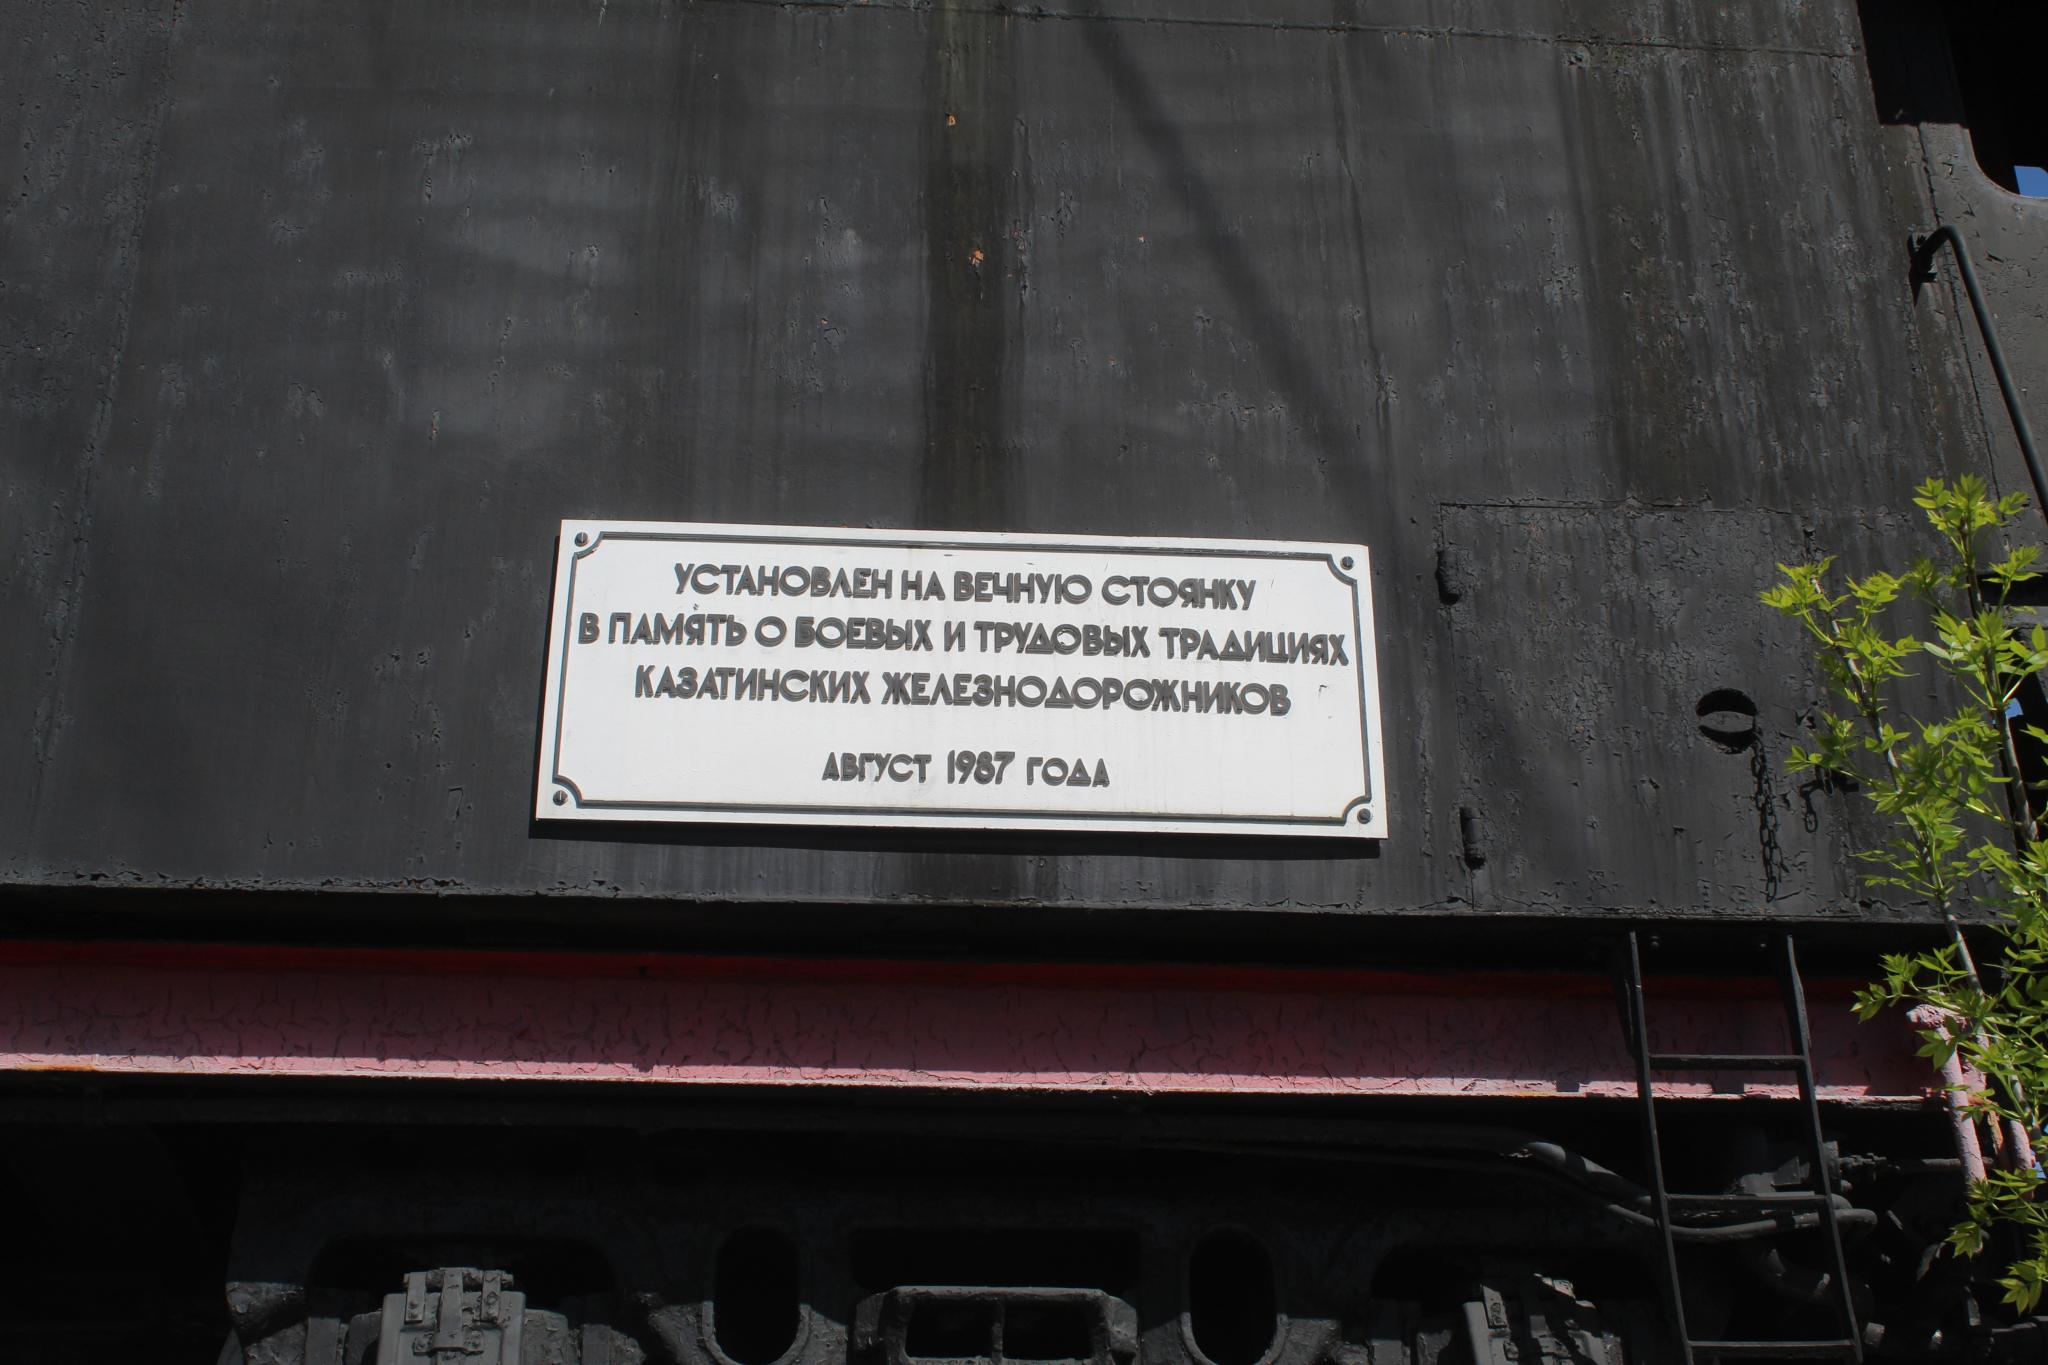 УСТАНОВЛЕН НА ВЕЧНУЮ СТОЯНКУ
В ПАМЯТЬ О БОЕВЫХ И ТРУДОВЫХ ТРАДИЦИЯХ
КАЗАТИНСКИХ ЖЕЛЕЗНОДОРОЖНИКОВ
АВГУСТ 1987 ГОДА